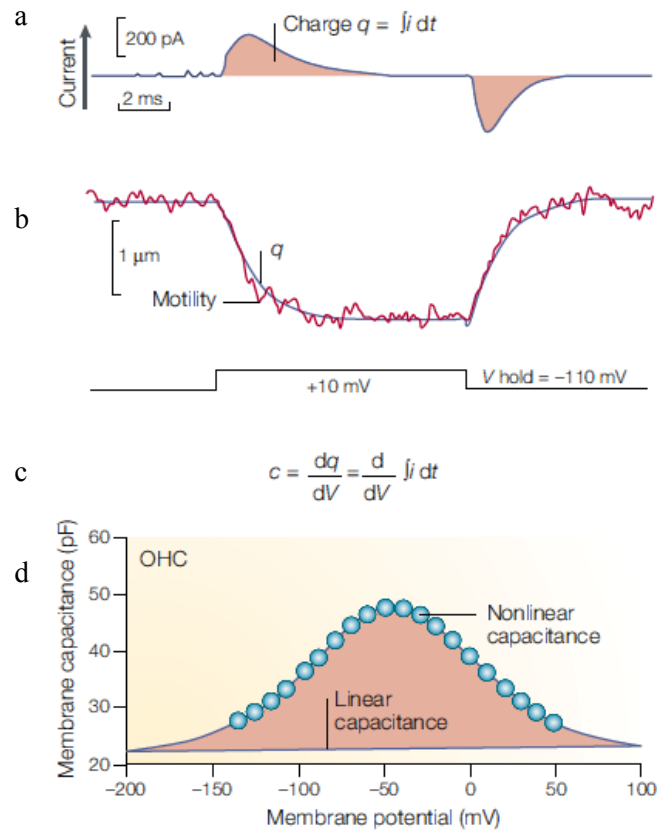 a
200 pA
Charge q = ∫i dt
Current
2 ms
b
1 μm
q
Motility
+10 mV
V hold = −110 mV
c
c = dq/dV = d/dV ∫i dt
d
Membrane capacitance (pF)
60
50
40
30
20
OHC
Nonlinear
capacitance
Linear
capacitance
−200
−150
−100
−50
0
50
100
Membrane potential (mV)